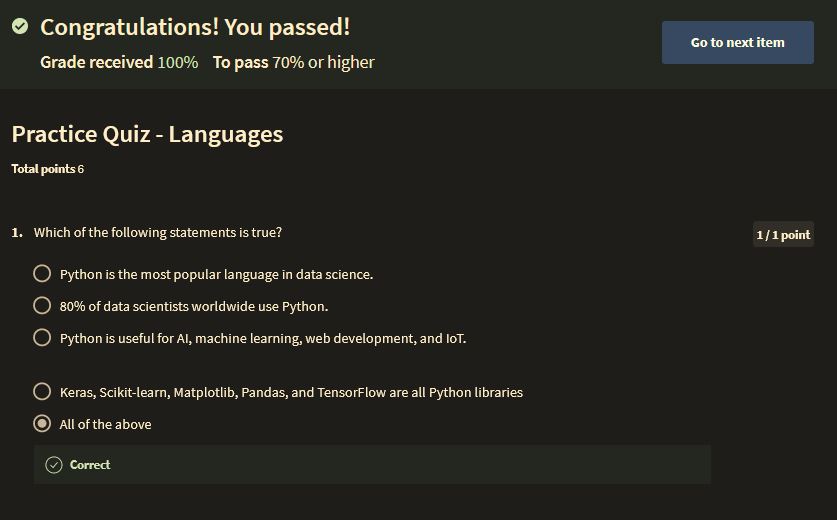 Congratulations! You passed!
Grade received 100% To pass 70% or higher
Go to next item
Practice Quiz - Languages
Total points 6
1. Which of the following statements is true?
1 / 1 point
Python is the most popular language in data science.
80% of data scientists worldwide use Python.
Python is useful for AI, machine learning, web development, and IoT.
Keras, Scikit-learn, Matplotlib, Pandas, and TensorFlow are all Python libraries
All of the above
Correct